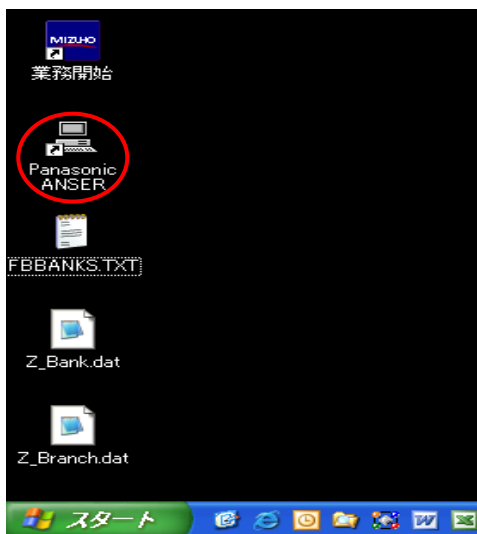 MIZUHO
業務開始
Panasonic
ANSER
FBBANKS.TXT
Z_Bank.dat
Z_Branch.dat
スタート